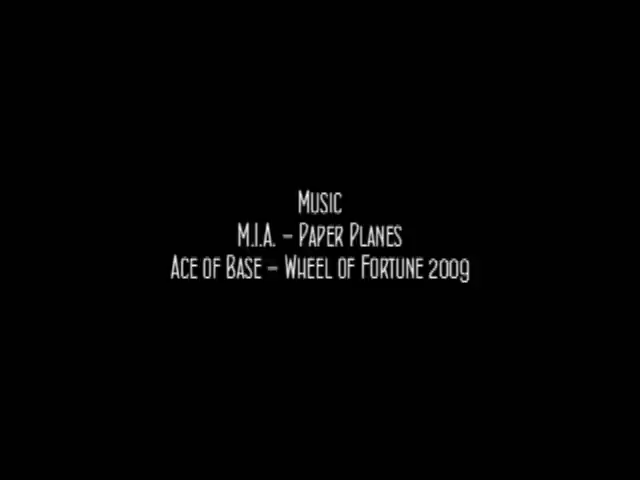 Music
M.I.A. – Paper Planes
Ace of Base – Wheel of Fortune 2009